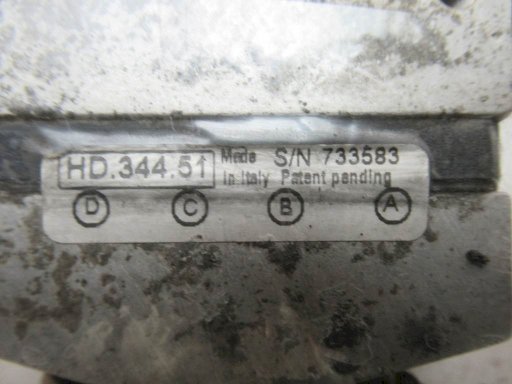 HD.344.51 Made S/N 733583
in Italy Patent pending
D C B A